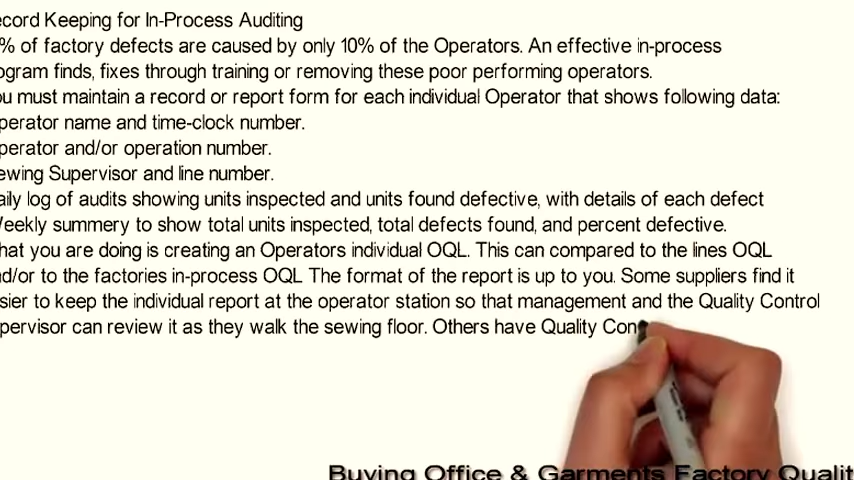 ecord Keeping for In-Process Auditing
% of factory defects are caused by only 10% of the Operators. An effective in-process
ogram finds, fixes through training or removing these poor performing operators.
ou must maintain a record or report form for each individual Operator that shows following data:
perator name and time-clock number.
perator and/or operation number.
ewing Supervisor and line number.
aily log of audits showing units inspected and units found defective, with details of each defect
Weekly summery to show total units inspected, total defects found, and percent defective.
hat you are doing is creating an Operators individual OQL. This can compared to the lines OQL
nd/or to the factories in-process OQL The format of the report is up to you. Some suppliers find it
sier to keep the individual report at the operator station so that management and the Quality Control
pervisor can review it as they walk the sewing floor. Others have Quality Con
Buying Office & Garments Factory Qualit